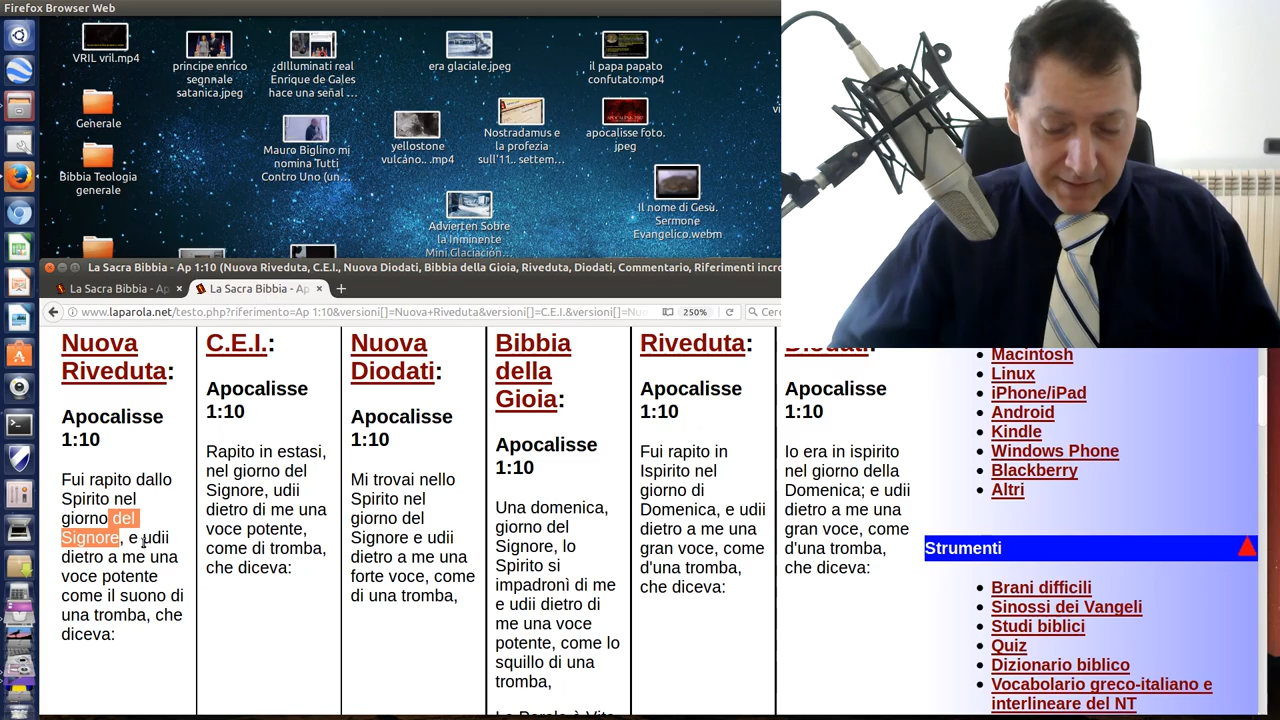 Firefox Browser Web
VRIL vril.mp4
principe enrico
segnnale
satanica.jpeg
¿dIlluminati real
Enrique de Gales
hace una señal ...
era glaciale.jpeg
il papa papato
confutato.mp4
Generale
Mauro Biglino mi
nomina Tutti
Contro Uno (un...
yellostone
vulcáno.. .mp4
Nostradamus e
la profezia
sull'11.. settem...
apocalisse foto.
jpeg
Bibbia Teologia
generale
Advierten Sobre
la Inminente
Mini Glaciación...
Il nome di Gesù.
Sermone
Evangelico.webm
La Sacra Bibbia - Ap 1:10 (Nuova Riveduta, C.E.I., Nuova Diodati, Bibbia della Gioia, Riveduta, Diodati, Commentario, Riferimenti incro
La Sacra Bibbia - Ap
La Sacra Bibbia - Ap
www.laparola.net/testo.php?riferimento=Ap 1:10&versioni[]=Nuova+Riveduta&versioni[]=C.E.I.&versioni[]=Nu
250%
Cerc
Nuova
Riveduta:
Apocalisse
1:10
Fui rapito dallo
Spirito nel
giorno del
Signore, e udii
dietro a me una
voce potente
come il suono di
una tromba, che
diceva:
C.E.I.:
Apocalisse
1:10
Rapito in estasi,
nel giorno del
Signore, udii
dietro di me una
voce potente,
come di tromba,
che diceva:
Nuova
Diodati:
Apocalisse
1:10
Mi trovai nello
Spirito nel
giorno del
Signore e udii
dietro a me una
forte voce, come
di una tromba,
Bibbia
della
Gioia:
Apocalisse
1:10
Una domenica,
giorno del
Signore, lo
Spirito si
impadronì di me
e udii dietro di
me una voce
potente, come lo
squillo di una
tromba,
La Parola è Vita
Riveduta:
Apocalisse
1:10
Fui rapito in
Ispirito nel
giorno di
Domenica, e udii
dietro a me una
gran voce, come
d'una tromba,
che diceva:
Diodati:
Apocalisse
1:10
Io era in ispirito
nel giorno della
Domenica; e udii
dietro a me una
gran voce, come
d'una tromba,
che diceva:
Macintosh
Linux
iPhone/iPad
Android
Kindle
Windows Phone
Blackberry
Altri
Strumenti
Brani difficili
Sinossi dei Vangeli
Studi biblici
Quiz
Dizionario biblico
Vocabolario greco-italiano e
interlineare del NT